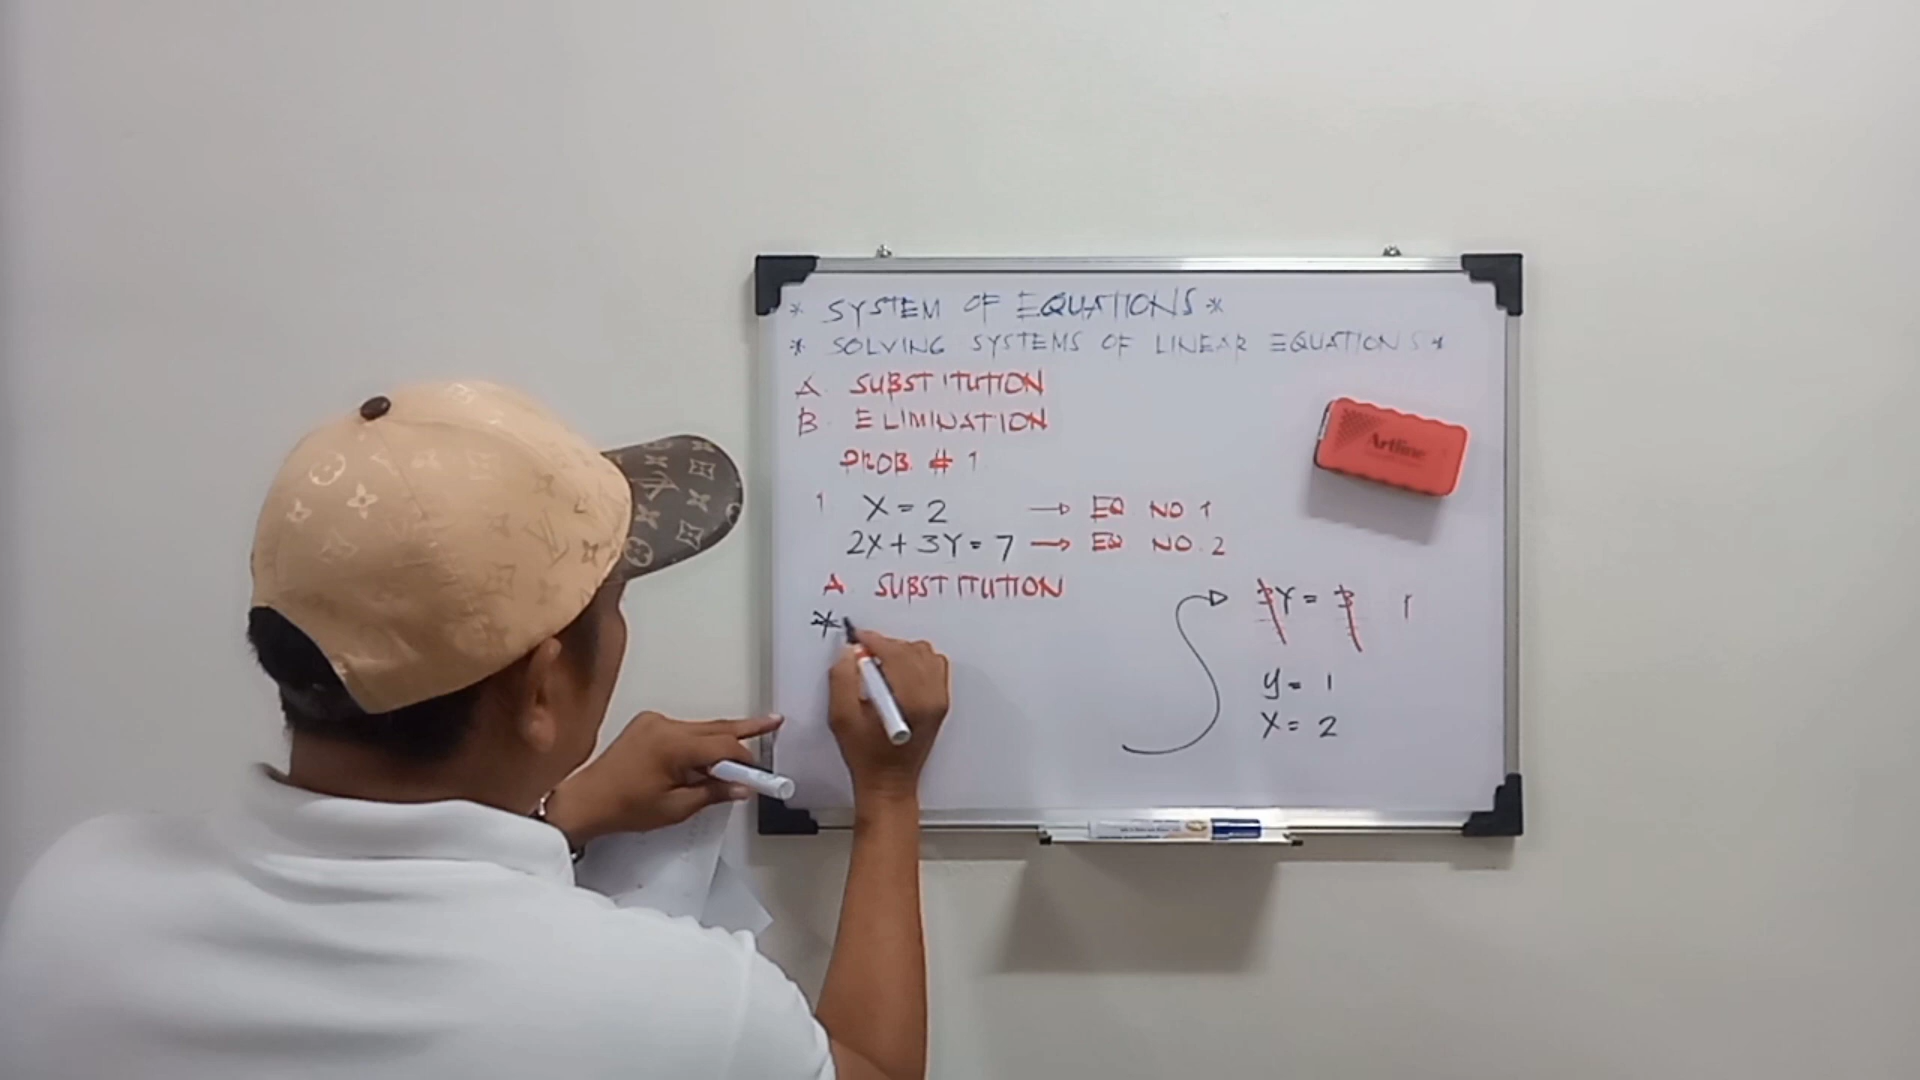 * SYSTEM OF EQUATIONS *
* SOLVING SYSTEMS OF LINEAR EQUATIONS *
A. SUBSTITUTION
B. ELIMINATION
PROB. # 1
1 X = 2 → EQ NO 1
2X + 3Y = 7 → EQ NO. 2
A. SUBSTITUTION
*
3Y = 3 1
y = 1
X = 2
Artline